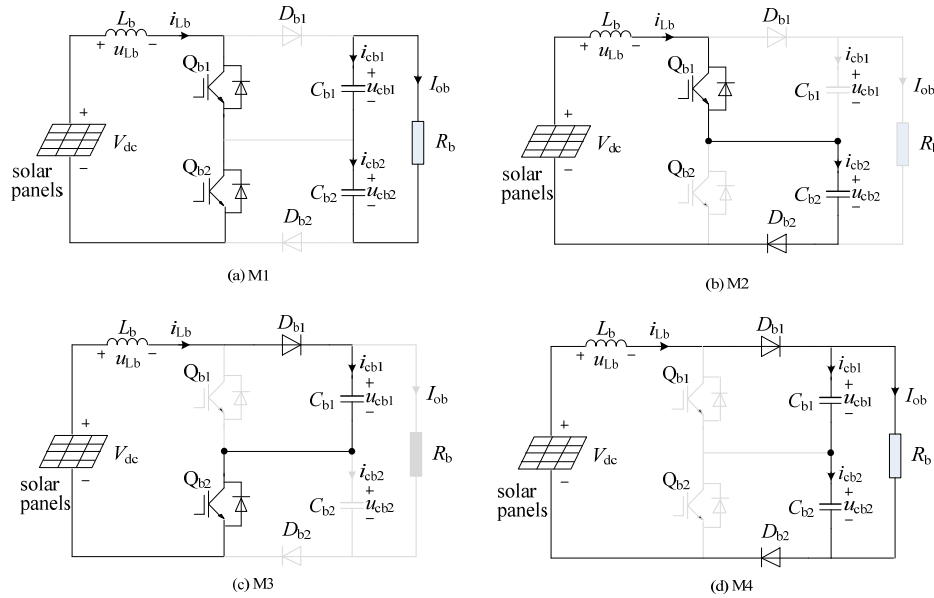 L_b
i_Lb
D_b1
+ u_Lb −
Q_b1
i_cb1
+
C_b1
u_cb1
−
I_ob
+
V_dc
−
solar
panels
Q_b2
i_cb2
+
C_b2
u_cb2
−
R_b
D_b2
(a) M1
L_b
i_Lb
D_b1
+ u_Lb −
Q_b1
i_cb1
+
C_b1
u_cb1
−
I_ob
+
V_dc
−
solar
panels
Q_b2
i_cb2
+
C_b2
u_cb2
−
R_b
D_b2
(b) M2
L_b
i_Lb
D_b1
+ u_Lb −
Q_b1
i_cb1
+
C_b1
u_cb1
−
I_ob
+
V_dc
−
solar
panels
Q_b2
i_cb2
+
C_b2
u_cb2
−
R_b
D_b2
(c) M3
L_b
i_Lb
D_b1
+ u_Lb −
Q_b1
i_cb1
+
C_b1
u_cb1
−
I_ob
+
V_dc
−
solar
panels
Q_b2
i_cb2
+
C_b2
u_cb2
−
R_b
D_b2
(d) M4